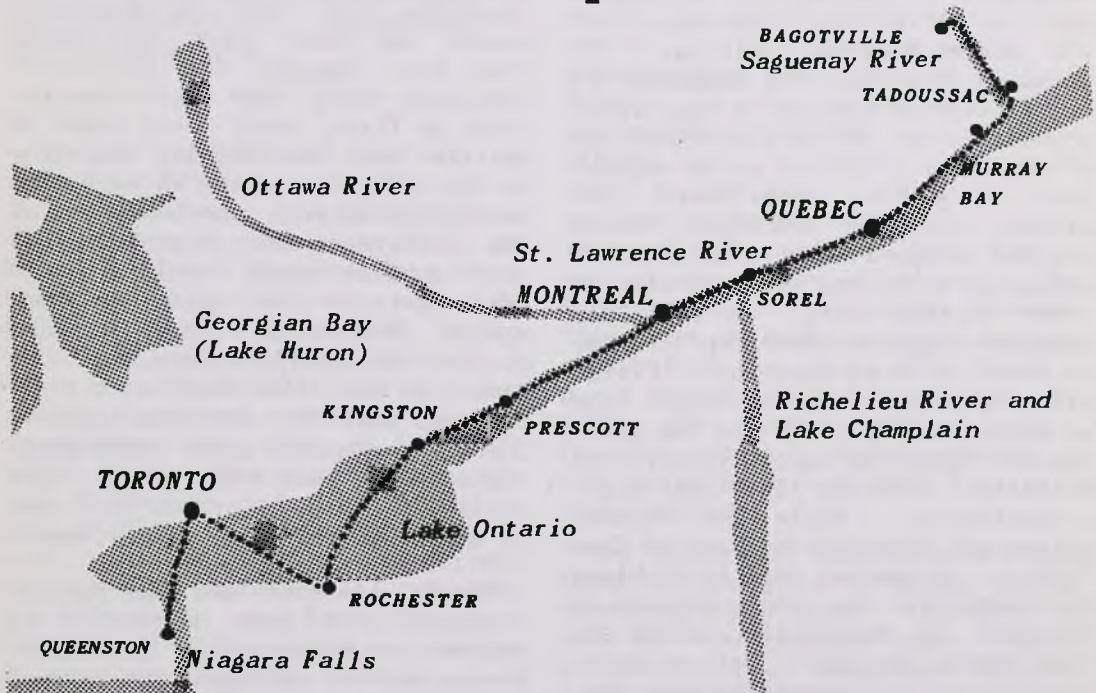 BAGOTVILLE
Saguenay River
TADOUSSAC
Ottawa River
MURRAY
BAY
QUEBEC
St. Lawrence River
MONTREAL
SOREL
Georgian Bay
(Lake Huron)
KINGSTON
PRESCOTT
Richelieu River and
Lake Champlain
TORONTO
Lake Ontario
ROCHESTER
QUEENSTON
Niagara Falls